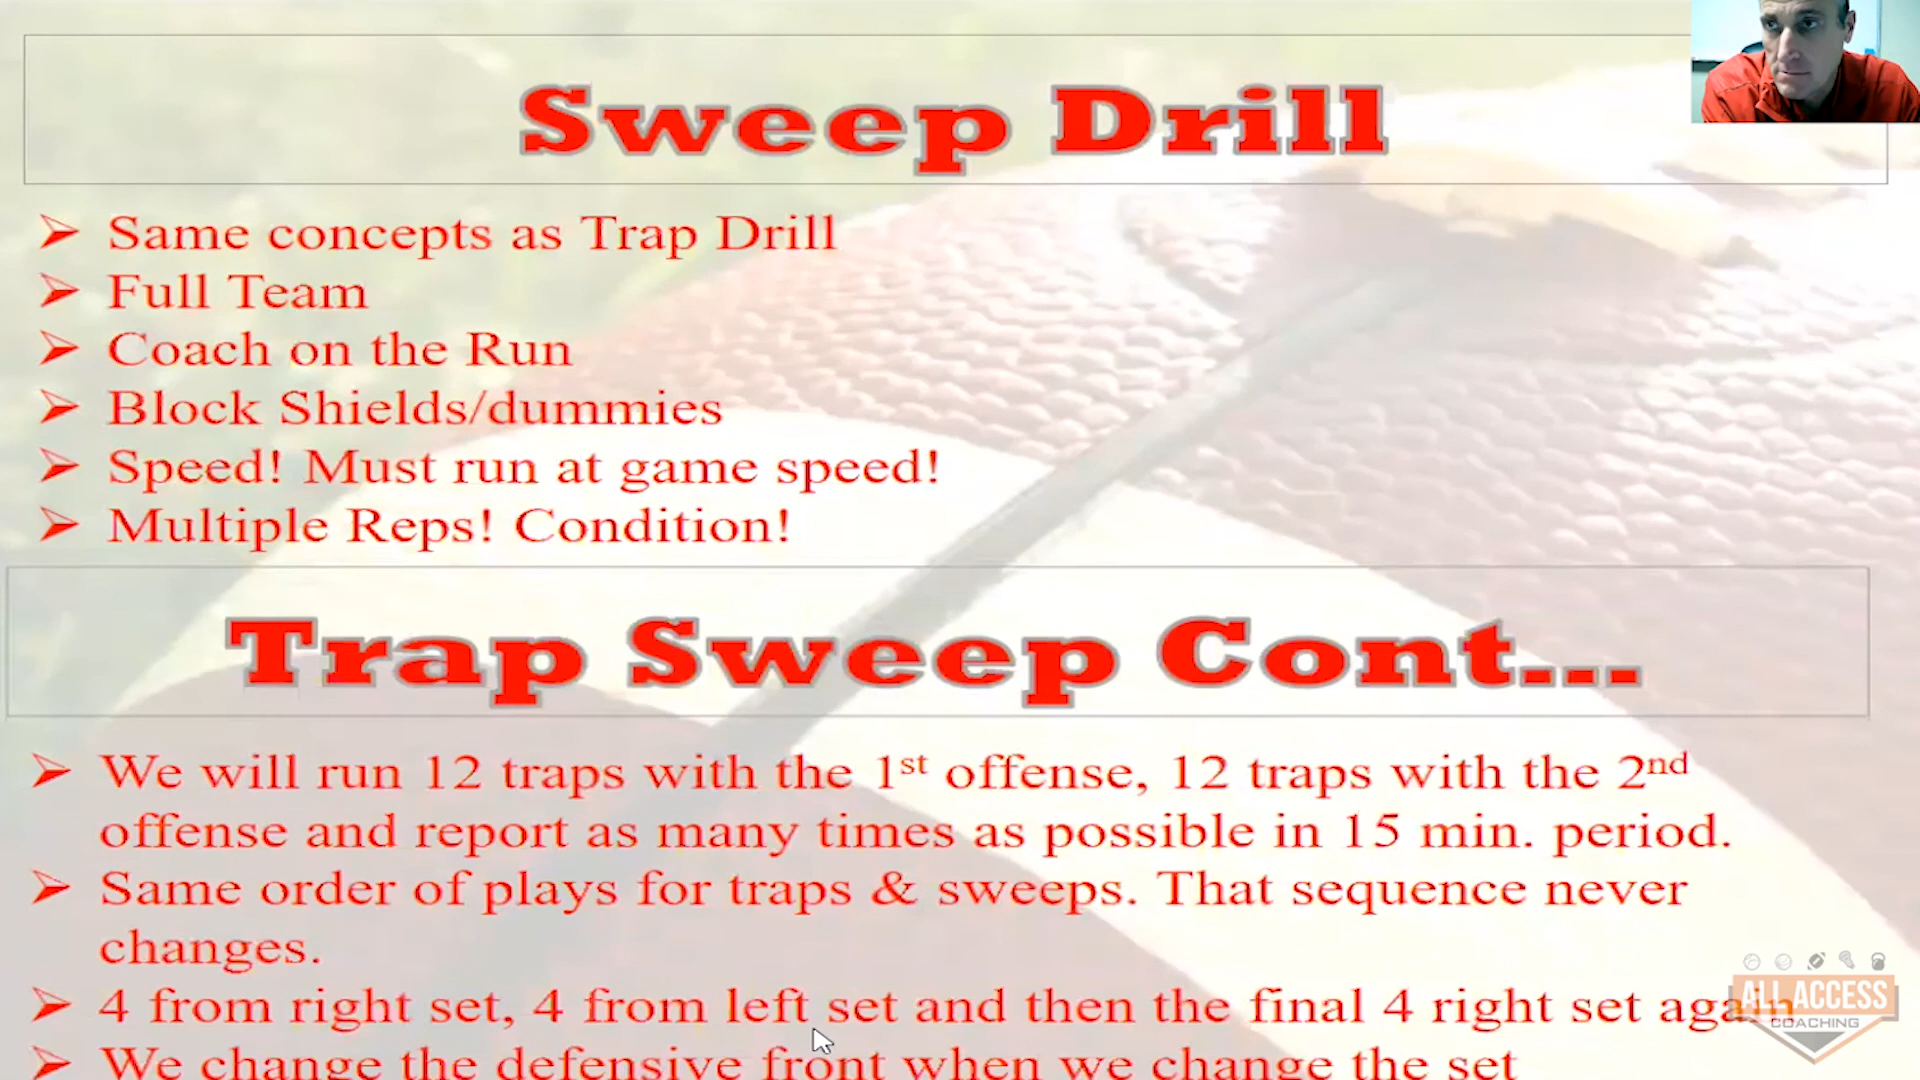 Sweep Drill
Same concepts as Trap Drill
Full Team
Coach on the Run
Block Shields/dummies
Speed! Must run at game speed!
Multiple Reps! Condition!
Trap Sweep Cont...
We will run 12 traps with the 1st offense, 12 traps with the 2nd
offense and report as many times as possible in 15 min. period.
Same order of plays for traps & sweeps. That sequence never
changes.
4 from right set, 4 from left set and then the final 4 right set again
We change the defensive front when we change the set
ALL ACCESS
COACHING